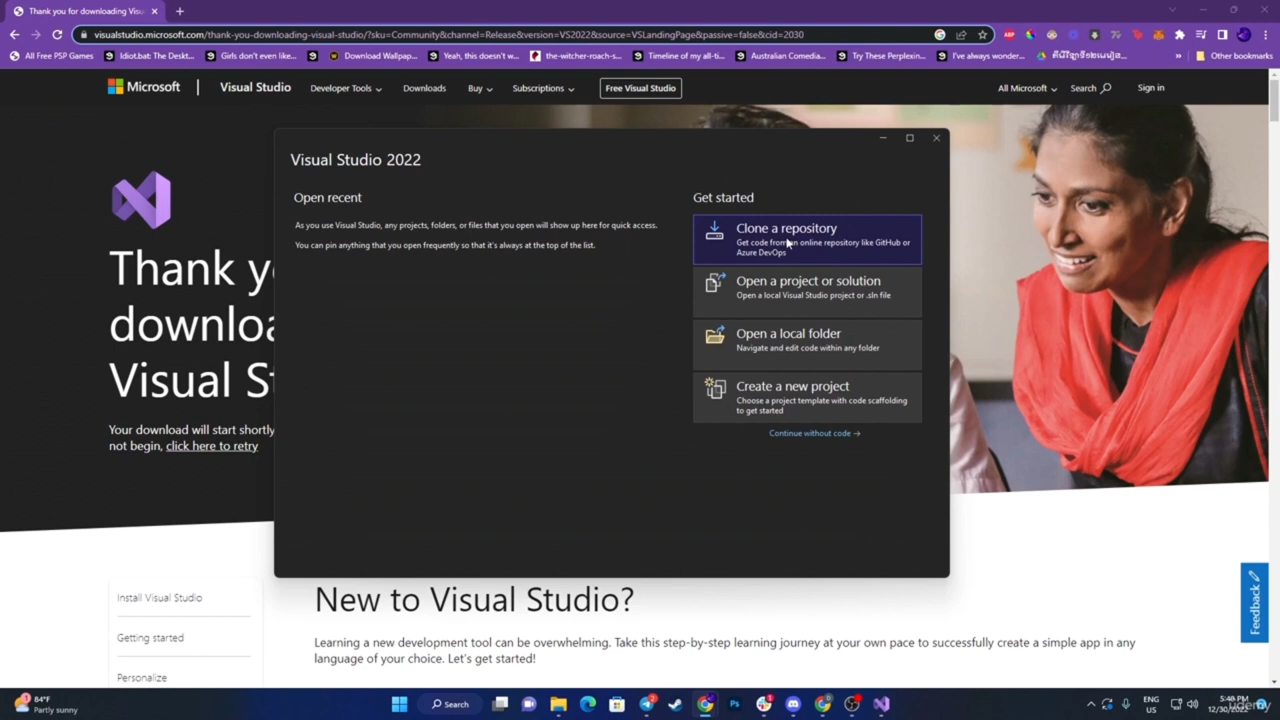 Thank you for downloading Visu
visualstudio.microsoft.com/thank-you-downloading-visual-studio/?sku=Community&channel=Release&version=VS2022&source=VSLandingPage&passive=false&cid=2030
All Free PSP Games
Idiot.bat: The Deskt...
Girls don't even like...
Download Wallpap...
Yeah, this doesn't w...
the-witcher-roach-s...
Timeline of my all-ti...
Australian Comedia...
Try These Perplexin...
I've always wonder...
Other bookmarks
Microsoft
Visual Studio
Developer Tools
Downloads
Buy
Subscriptions
Free Visual Studio
All Microsoft
Search
Sign in
Visual Studio 2022
Open recent
As you use Visual Studio, any projects, folders, or files that you open will show up here for quick access.
You can pin anything that you open frequently so that it's always at the top of the list.
Get started
Clone a repository
Get code from an online repository like GitHub or
Azure DevOps
Open a project or solution
Open a local Visual Studio project or .sln file
Open a local folder
Navigate and edit code within any folder
Create a new project
Choose a project template with code scaffolding
to get started
Continue without code →
Thank y
downloa
Visual St
Your download will start shortly
not begin, click here to retry
Feedback
Install Visual Studio
Getting started
Personalize
New to Visual Studio?
Learning a new development tool can be overwhelming. Take this step-by-step learning journey at your own pace to successfully create a simple app in any
language of your choice. Let's get started!
84°F
Partly sunny
Search
ENG
US
5:40 PM
12/30/2022
udemy